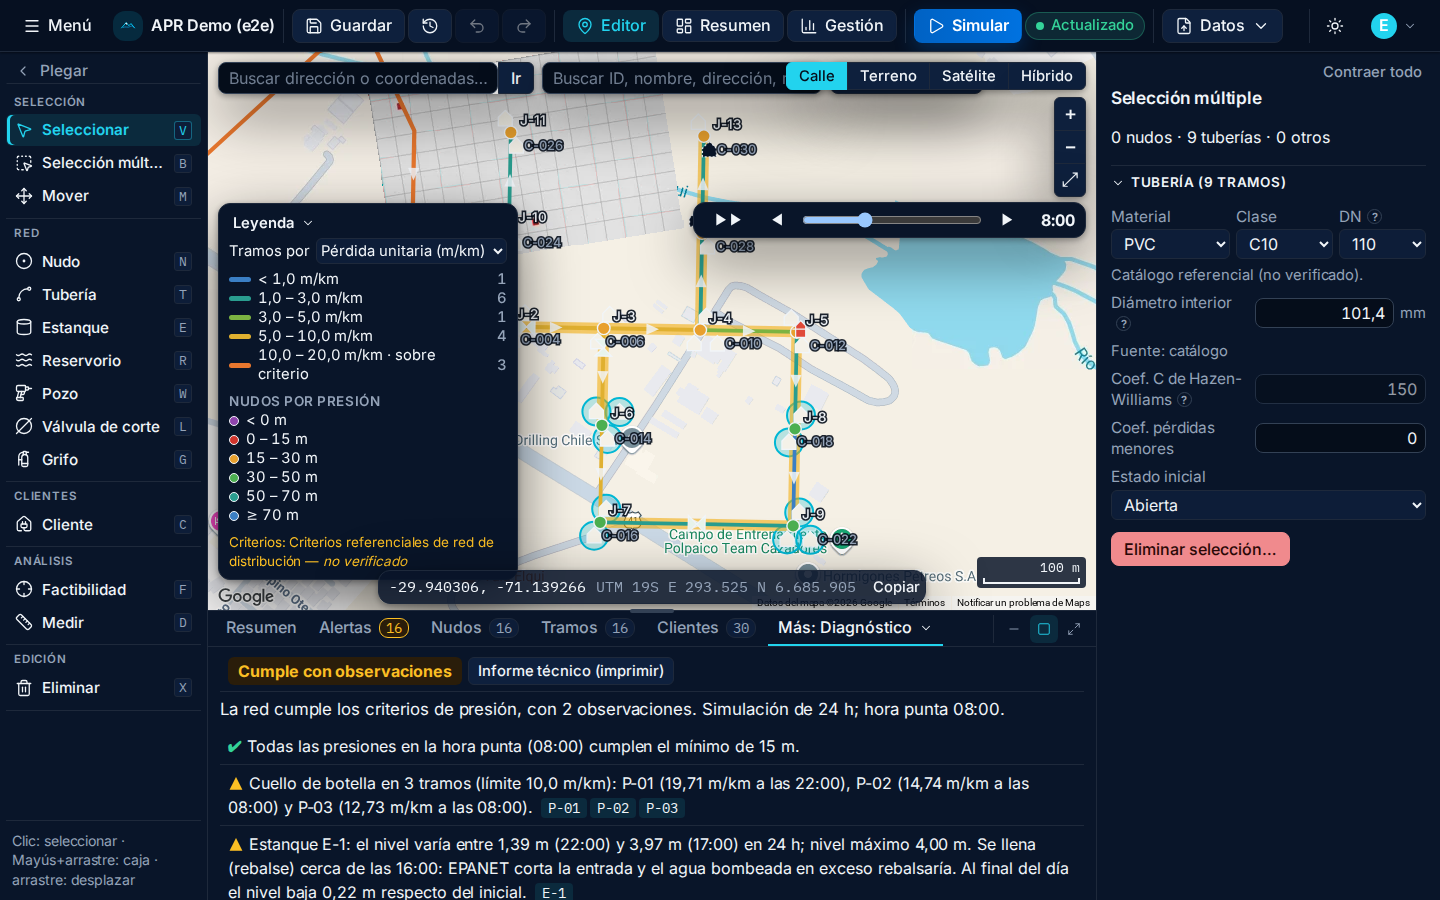 Menú
APR Demo (e2e)
Guardar
Editor
Resumen
Gestión
Simular
Actualizado
Datos
E
Plegar
SELECCIÓN
Seleccionar V
Selección múlt... B
Mover M
RED
Nudo N
Tubería T
Estanque E
Reservorio R
Pozo W
Válvula de corte L
Grifo G
CLIENTES
Cliente C
ANÁLISIS
Factibilidad F
Medir D
EDICIÓN
Eliminar X
Clic: seleccionar ·
Mayús+arrastre: caja ·
arrastre: desplazar
Buscar dirección o coordenadas...
Ir
Buscar ID, nombre, dirección,
Calle
Terreno
Satélite
Híbrido
+
−
8:00
J-11
C-026
J-13
C-030
J-10
C-024
C-028
J-2
C-004
J-3
C-006
J-4
C-010
J-5
C-012
J-6
C-014
J-8
C-018
J-7
C-016
J-9
C-022
Drilling Chile S
Campo de Entrena
Polpaico Team Cazadores
Leyenda
Tramos por Pérdida unitaria (m/km)
< 1,0 m/km 1
1,0 – 3,0 m/km 6
3,0 – 5,0 m/km 1
5,0 – 10,0 m/km 4
10,0 – 20,0 m/km · sobre criterio 3
NUDOS POR PRESIÓN
< 0 m
0 – 15 m
15 – 30 m
30 – 50 m
50 – 70 m
≥ 70 m
Criterios: Criterios referenciales de red de
distribución — no verificado
-29.940306, -71.139266 UTM 19S E 293.525 N 6.685.905 Copiar
100 m
Google
Datos del mapa ©2026 Google
Términos
Notificar un problema de Maps
Resumen
Alertas 16
Nudos 16
Tramos 16
Clientes 30
Más: Diagnóstico
Cumple con observaciones
Informe técnico (imprimir)
La red cumple los criterios de presión, con 2 observaciones. Simulación de 24 h; hora punta 08:00.
✔ Todas las presiones en la hora punta (08:00) cumplen el mínimo de 15 m.
Cuello de botella en 3 tramos (límite 10,0 m/km): P-01 (19,71 m/km a las 22:00), P-02 (14,74 m/km a las
08:00) y P-03 (12,73 m/km a las 08:00). P-01 P-02 P-03
Estanque E-1: el nivel varía entre 1,39 m (22:00) y 3,97 m (17:00) en 24 h; nivel máximo 4,00 m. Se llena
(rebalse) cerca de las 16:00: EPANET corta la entrada y el agua bombeada en exceso rebalsaría. Al final del día
el nivel baja 0,22 m respecto del inicial. E-1
Contraer todo
Selección múltiple
0 nudos · 9 tuberías · 0 otros
TUBERÍA (9 TRAMOS)
Material
Clase
DN ?
PVC
C10
110
Catálogo referencial (no verificado).
Diámetro interior ?
101,4 mm
Fuente: catálogo
Coef. C de Hazen-
Williams ?
150
Coef. pérdidas
menores
0
Estado inicial
Abierta
Eliminar selección...